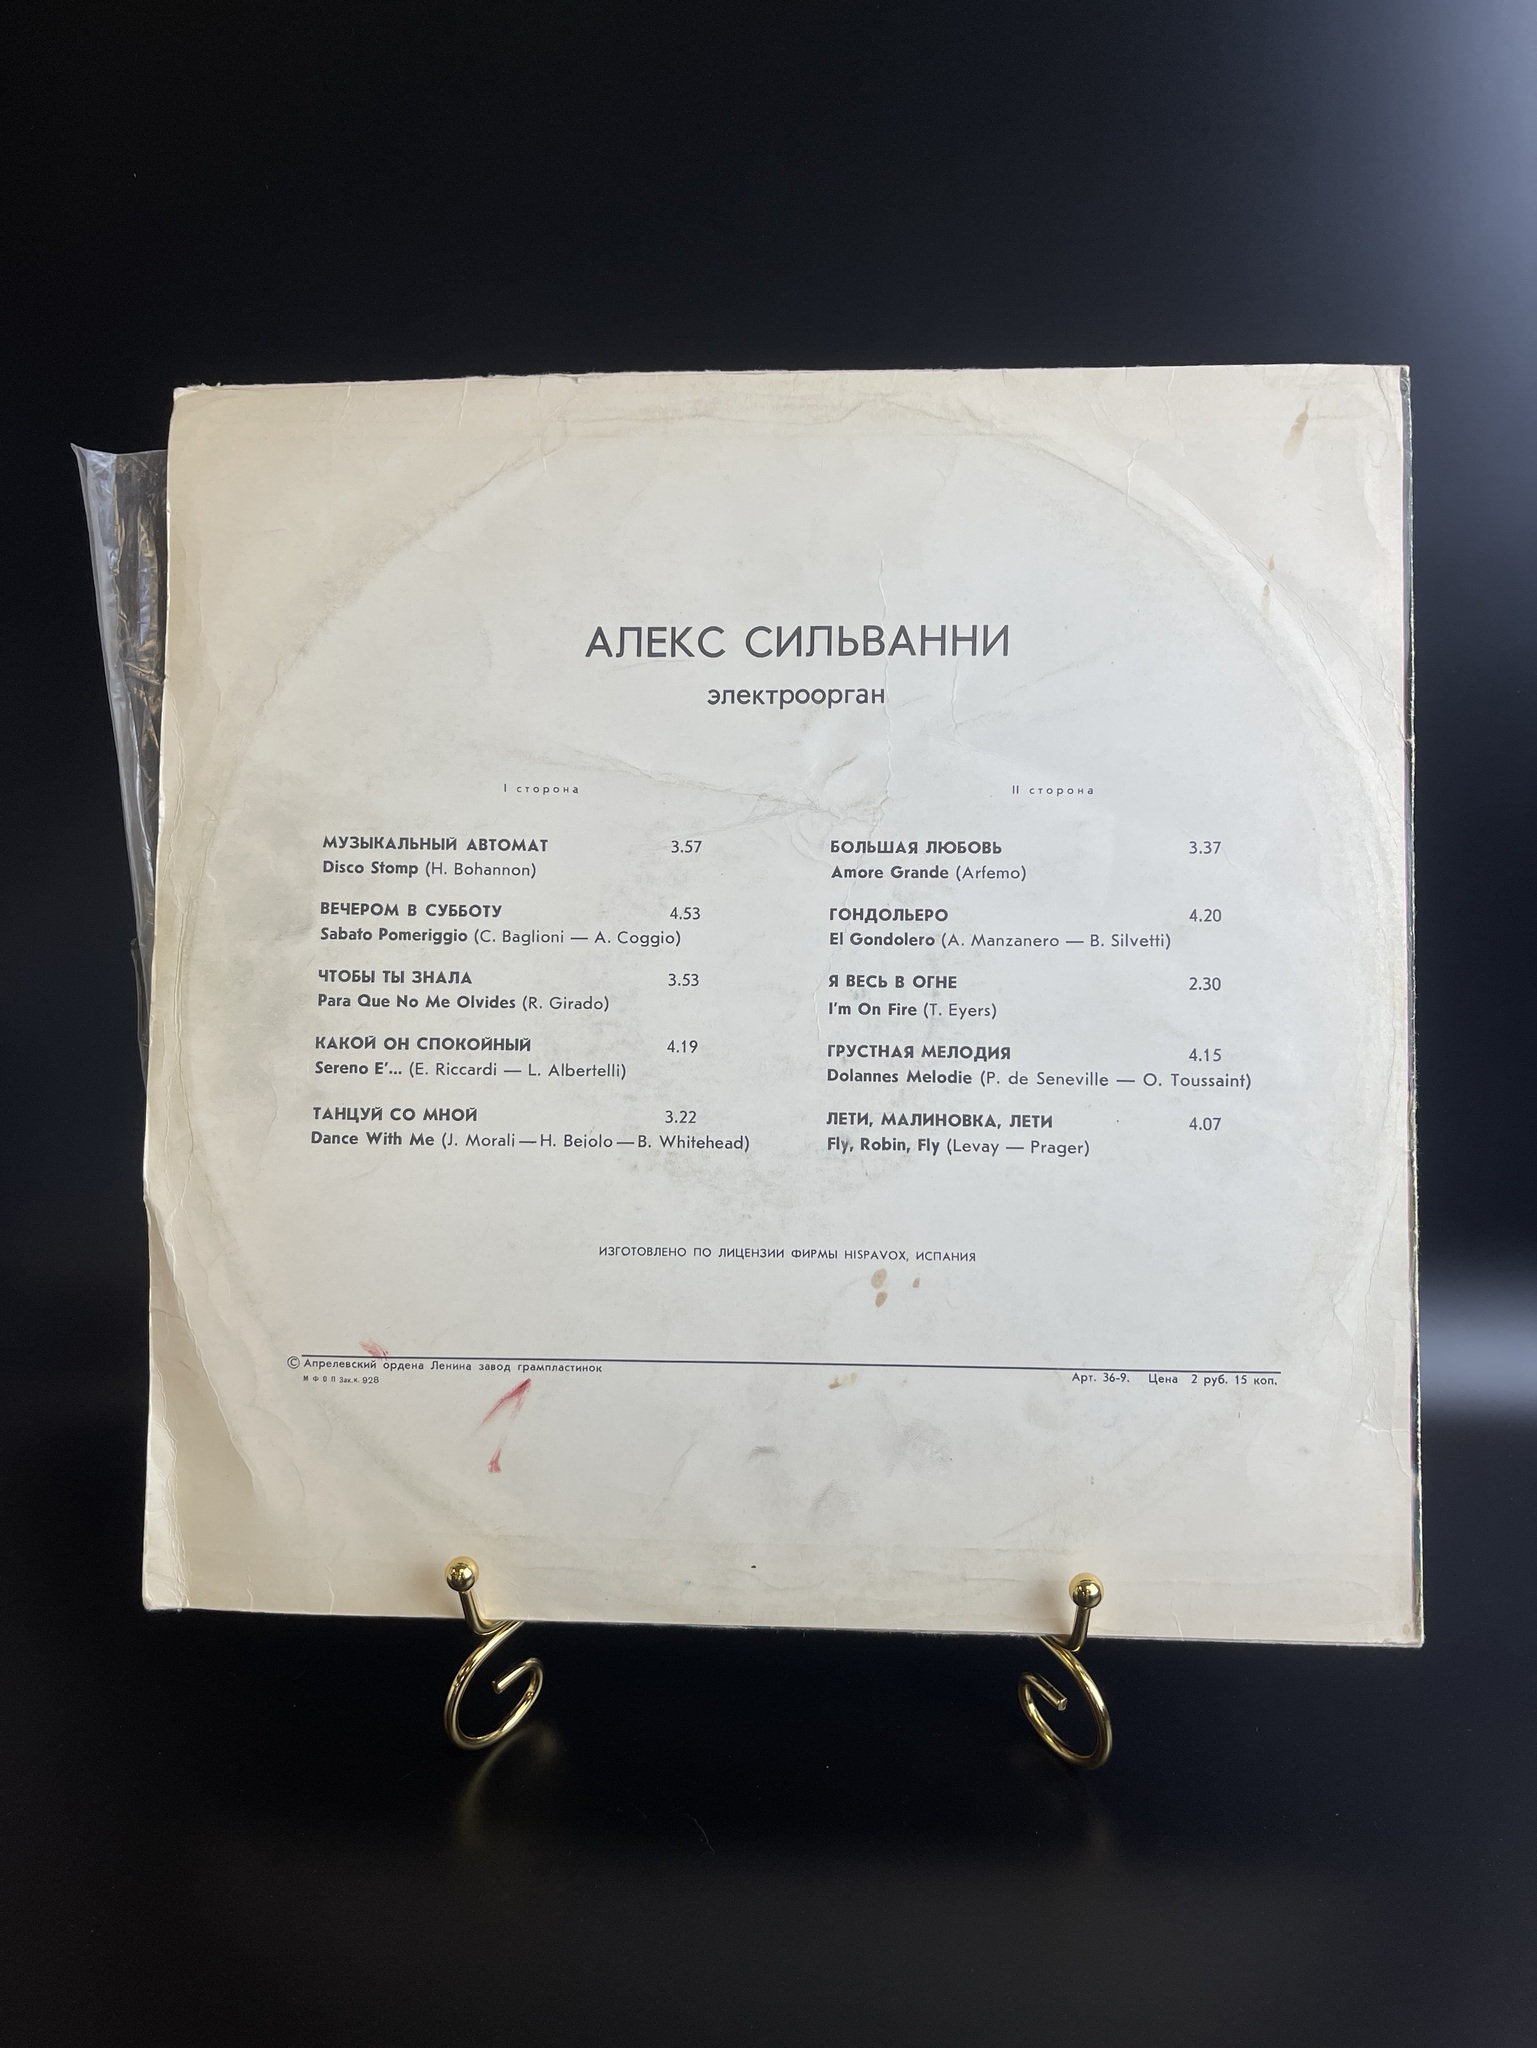 АЛЕКС СИЛЬВАННИ
электроорган
I сторона
МУЗЫКАЛЬНЫЙ АВТОМАТ 3.57
Disco Stomp (H. Bohannon)
ВЕЧЕРОМ В СУББОТУ 4.53
Sabato Pomeriggio (C. Baglioni — A. Coggio)
ЧТОБЫ ТЫ ЗНАЛА 3.53
Para Que No Me Olvides (R. Girado)
КАКОЙ ОН СПОКОЙНЫЙ 4.19
Sereno E'... (E. Riccardi — L. Albertelli)
ТАНЦУЙ СО МНОЙ 3.22
Dance With Me (J. Morali — H. Beiolo — B. Whitehead)
II сторона
БОЛЬШАЯ ЛЮБОВЬ 3.37
Amore Grande (Arfemo)
ГОНДОЛЬЕРО 4.20
El Gondolero (A. Manzanero — B. Silvetti)
Я ВЕСЬ В ОГНЕ 2.30
I'm On Fire (T. Eyers)
ГРУСТНАЯ МЕЛОДИЯ 4.15
Dolannes Melodie (P. de Seneville — O. Toussaint)
ЛЕТИ, МАЛИНОВКА, ЛЕТИ 4.07
Fly, Robin, Fly (Levay — Prager)
ИЗГОТОВЛЕНО ПО ЛИЦЕНЗИИ ФИРМЫ HISPAVOX, ИСПАНИЯ
© Апрелевский ордена Ленина завод грампластинок
МФОП Зак.к. 928
Арт. 36-9. Цена 2 руб. 15 коп.